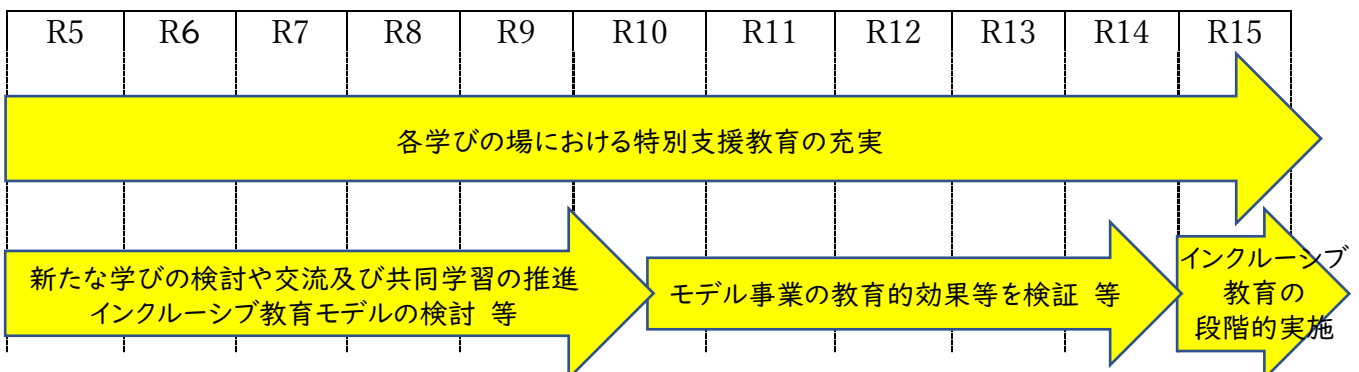 R5 R6 R7 R8 R9 R10 R11 R12 R13 R14 R15
各学びの場における特別支援教育の充実
新たな学びの検討や交流及び共同学習の推進
インクルーシブ教育モデルの検討 等
モデル事業の教育的効果等を検証 等
インクルーシブ
教育の
段階的実施